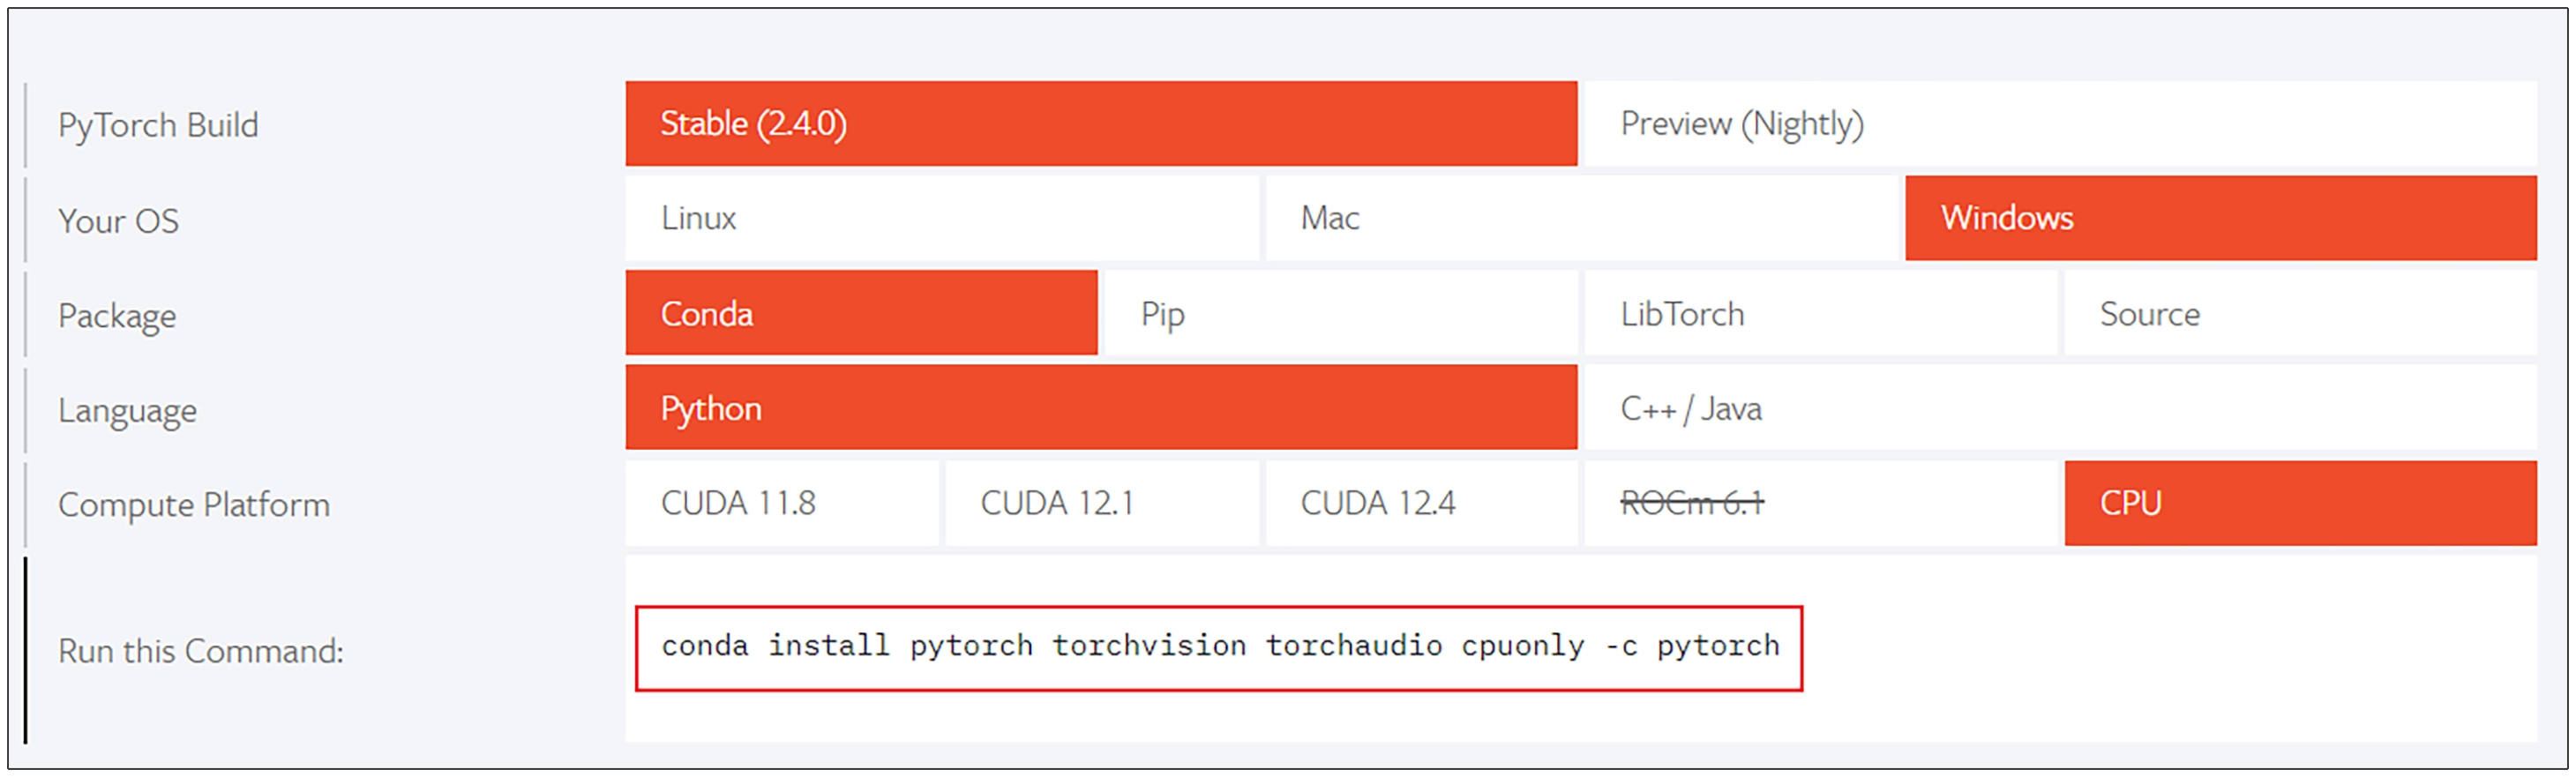 PyTorch Build Stable (2.4.0) Preview (Nightly)
Your OS Linux Mac Windows
Package Conda Pip LibTorch Source
Language Python C++ / Java
Compute Platform CUDA 11.8 CUDA 12.1 CUDA 12.4 ROCm 6.1 CPU
Run this Command: conda install pytorch torchvision torchaudio cpuonly -c pytorch